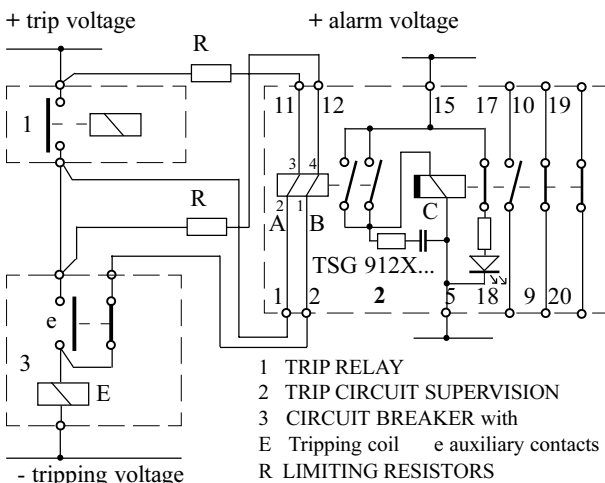 + trip voltage
+ alarm voltage
R
11 12 15 17 10 19
1
3 4
R
2 1
A B
C
TSG 912X...
e
1 2 2 5 18 9 20
3
E
1 TRIP RELAY
2 TRIP CIRCUIT SUPERVISION
3 CIRCUIT BREAKER with
E Tripping coil e auxiliary contacts
R LIMITING RESISTORS
- tripping voltage